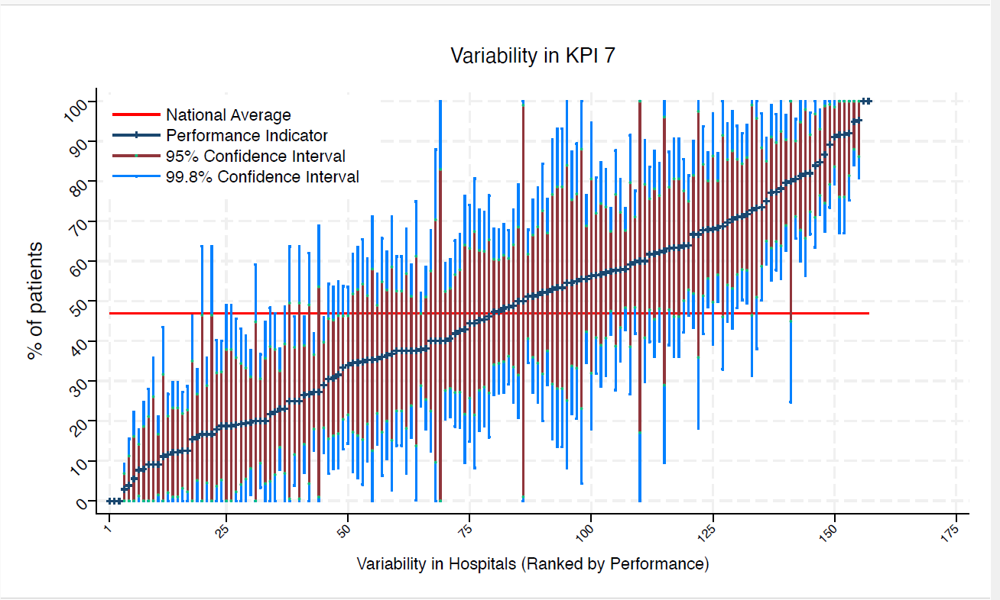 Variability in KPI 7
National Average
Performance Indicator
95% Confidence Interval
99.8% Confidence Interval
% of patients
100
90
80
70
60
50
40
30
20
10
0
1 25 50 75 100 125 150 175
Variability in Hospitals (Ranked by Performance)